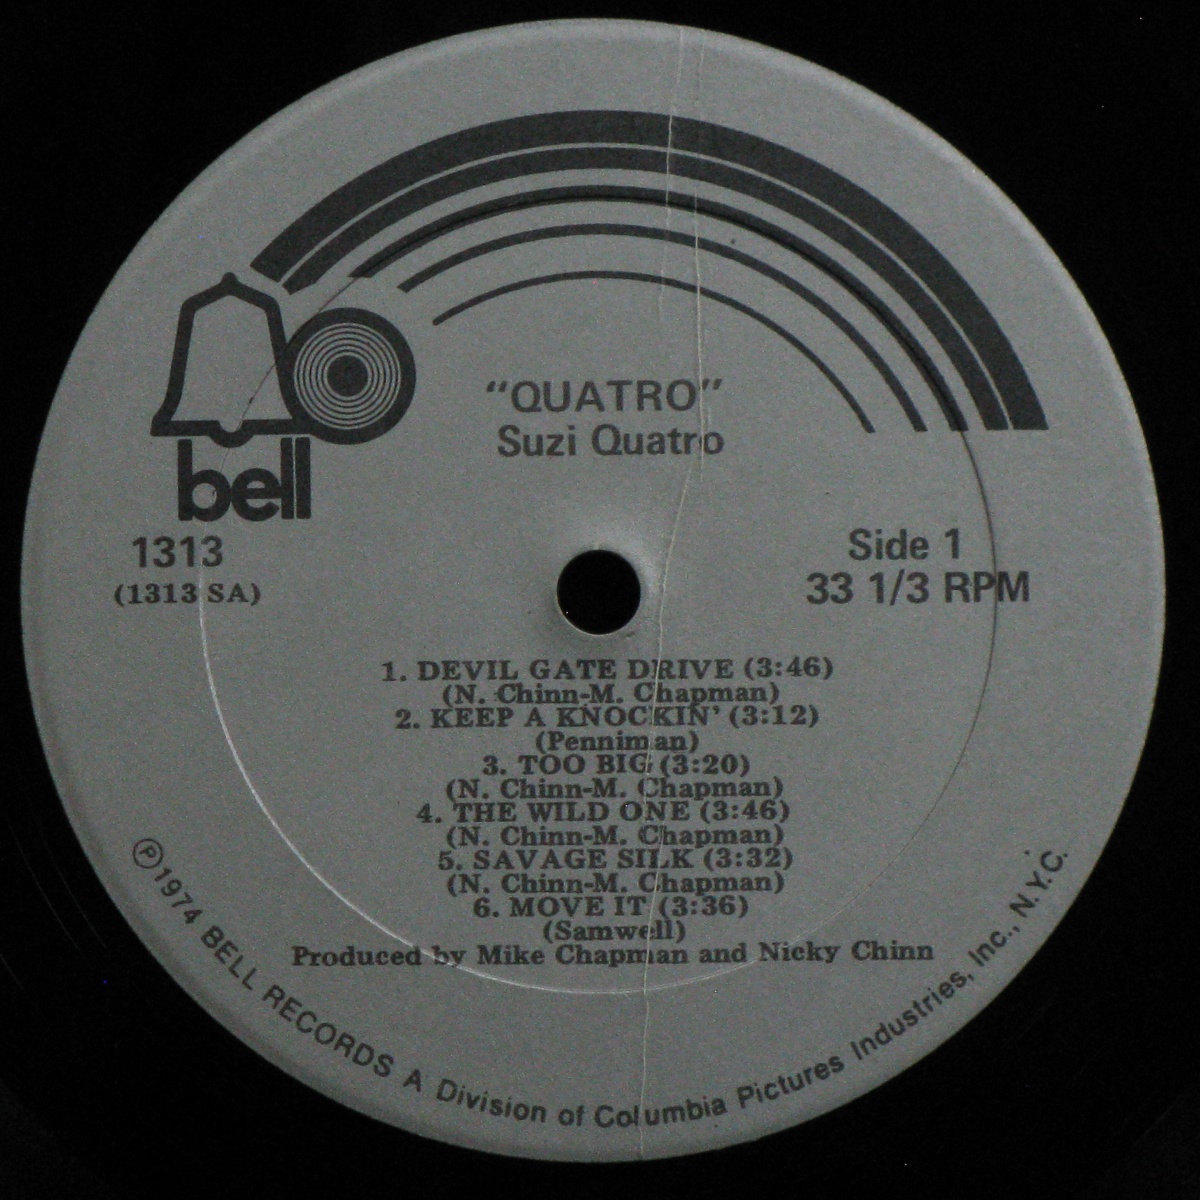 "QUATRO"
Suzi Quatro
bell
1313
(1313 SA)
Side 1
33 1/3 RPM
1. DEVIL GATE DRIVE (3:46)
(N. Chinn-M. Chapman)
2. KEEP A KNOCKIN' (3:12)
(Penniman)
3. TOO BIG (3:20)
(N. Chinn-M. Chapman)
4. THE WILD ONE (3:46)
(N. Chinn-M. Chapman)
5. SAVAGE SILK (3:32)
(N. Chinn-M. Chapman)
6. MOVE IT (3:36)
(Samwell)
Produced by Mike Chapman and Nicky Chinn
Ⓟ1974 BELL RECORDS A Division of Columbia Pictures Industries, Inc., N.Y.C.